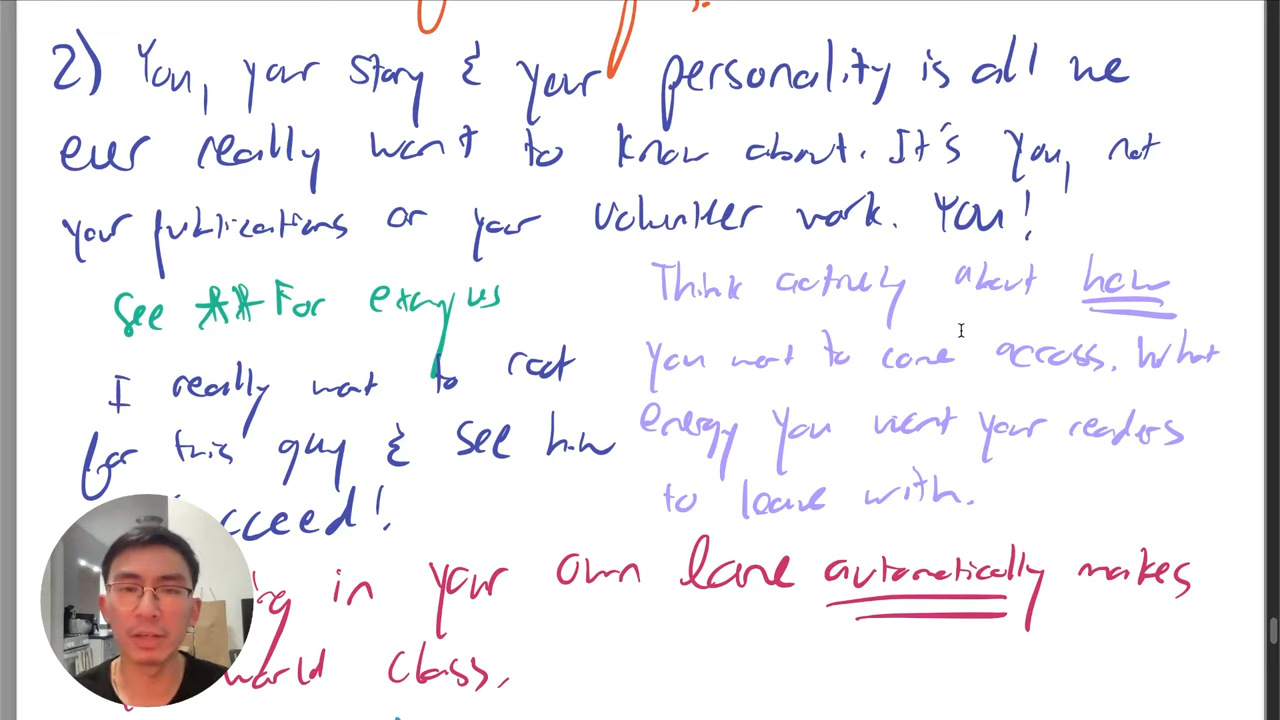 2) You, your story & your personality is all we
ever really want to know about. It's you, not
your publications or your volunteer work. You!
See ** For examples
I really want to root
for this guy & see him
cceed!
Think actively about how
you want to come across. What
energy you want your readers
to leave with.
in your own lane automatically makes
world class.